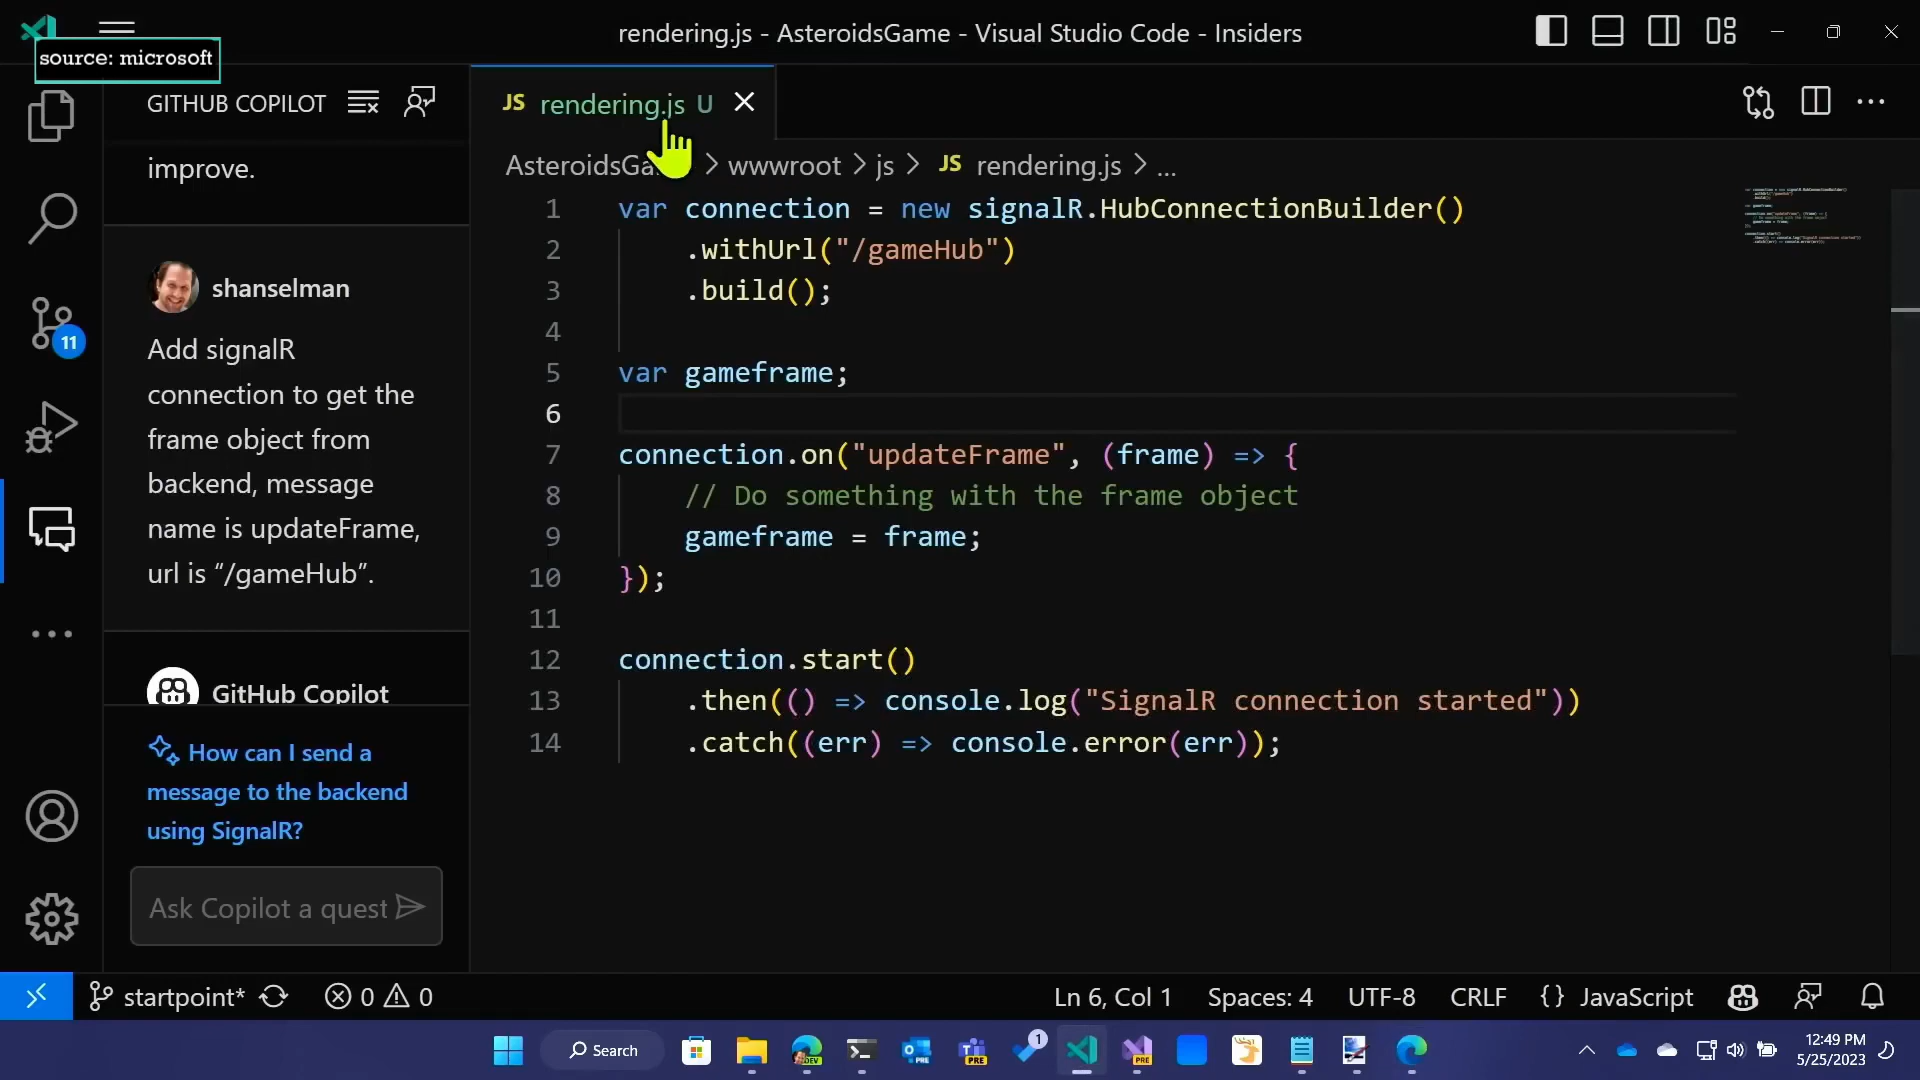 rendering.js - AsteroidsGame - Visual Studio Code - Insiders
source: microsoft
GITHUB COPILOT
improve.
shanselman
Add signalR
connection to get the
frame object from
backend, message
name is updateFrame,
url is “/gameHub”.
GitHub Copilot
How can I send a
message to the backend
using SignalR?
Ask Copilot a quest
11
JS rendering.js U
AsteroidsGa > wwwroot > js > JS rendering.js > ...
1 var connection = new signalR.HubConnectionBuilder()
2 .withUrl("/gameHub")
3 .build();
4
5 var gameframe;
6
7 connection.on("updateFrame", (frame) => {
8 // Do something with the frame object
9 gameframe = frame;
10 });
11
12 connection.start()
13 .then(() => console.log("SignalR connection started"))
14 .catch((err) => console.error(err));
startpoint* 0 0 Ln 6, Col 1 Spaces: 4 UTF-8 CRLF {} JavaScript
Search DEV PRE PRE 1 PRE 12:49 PM
5/25/2023